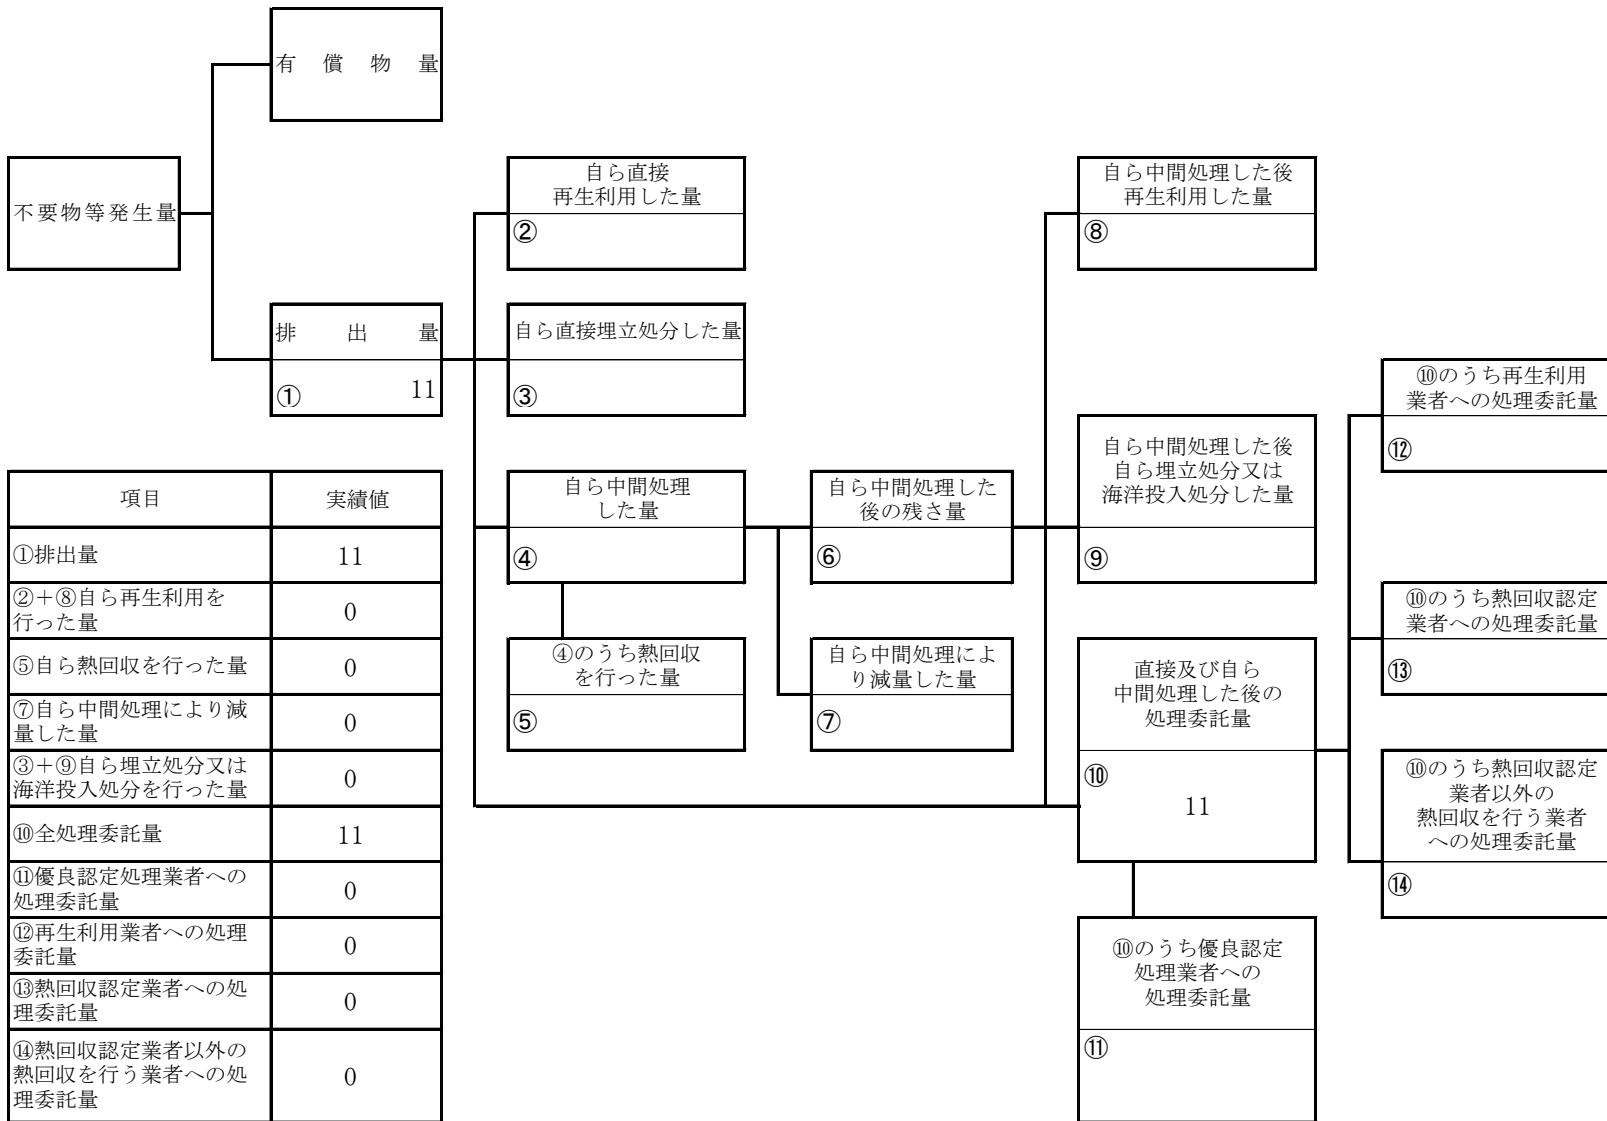 有償物量
不要物等発生量
自ら直接
再生利用した量
②
自ら中間処理した後
再生利用した量
⑧
排出量
① 11
自ら直接埋立処分した量
③
⑩のうち再生利用
業者への処理委託量
⑫
自ら中間処理した後
自ら埋立処分又は
海洋投入処分した量
⑨
自ら中間処理
した量
④
自ら中間処理した
後の残さ量
⑥
⑩のうち熱回収認定
業者への処理委託量
⑬
④のうち熱回収
を行った量
⑤
自ら中間処理によ
り減量した量
⑦
直接及び自ら
中間処理した後の
処理委託量
⑩
11
⑩のうち熱回収認定
業者以外の
熱回収を行う業者
への処理委託量
⑭
⑩のうち優良認定
処理業者への
処理委託量
⑪
項目 実績値
①排出量 11
②+⑧自ら再生利用を
行った量 0
⑤自ら熱回収を行った量 0
⑦自ら中間処理により減
量した量 0
③+⑨自ら埋立処分又は
海洋投入処分を行った量 0
⑩全処理委託量 11
⑪優良認定処理業者への
処理委託量 0
⑫再生利用業者への処理
委託量 0
⑬熱回収認定業者への処
理委託量 0
⑭熱回収認定業者以外の
熱回収を行う業者への処 0
理委託量